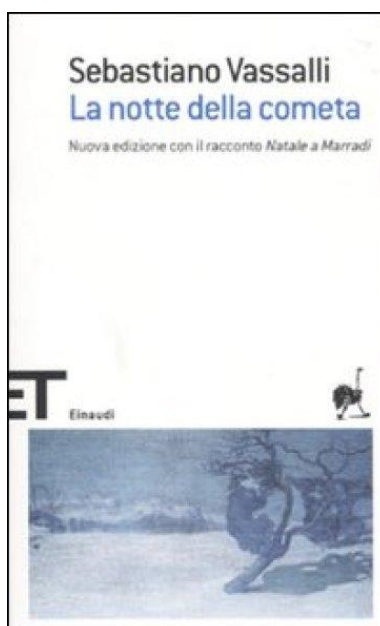 Sebastiano Vassalli
La notte della cometa
Nuova edizione con il racconto Natale a Marradi
ET
Einaudi